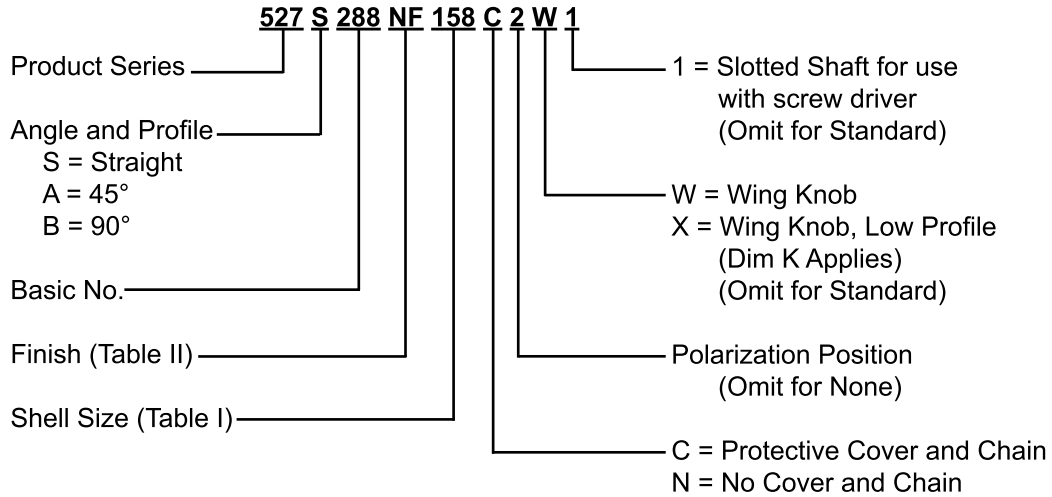 527 S 288 NF 158 C 2 W 1
Product Series
Angle and Profile
S = Straight
A = 45°
B = 90°
Basic No.
Finish (Table II)
Shell Size (Table I)
1 = Slotted Shaft for use
with screw driver
(Omit for Standard)
W = Wing Knob
X = Wing Knob, Low Profile
(Dim K Applies)
(Omit for Standard)
Polarization Position
(Omit for None)
C = Protective Cover and Chain
N = No Cover and Chain